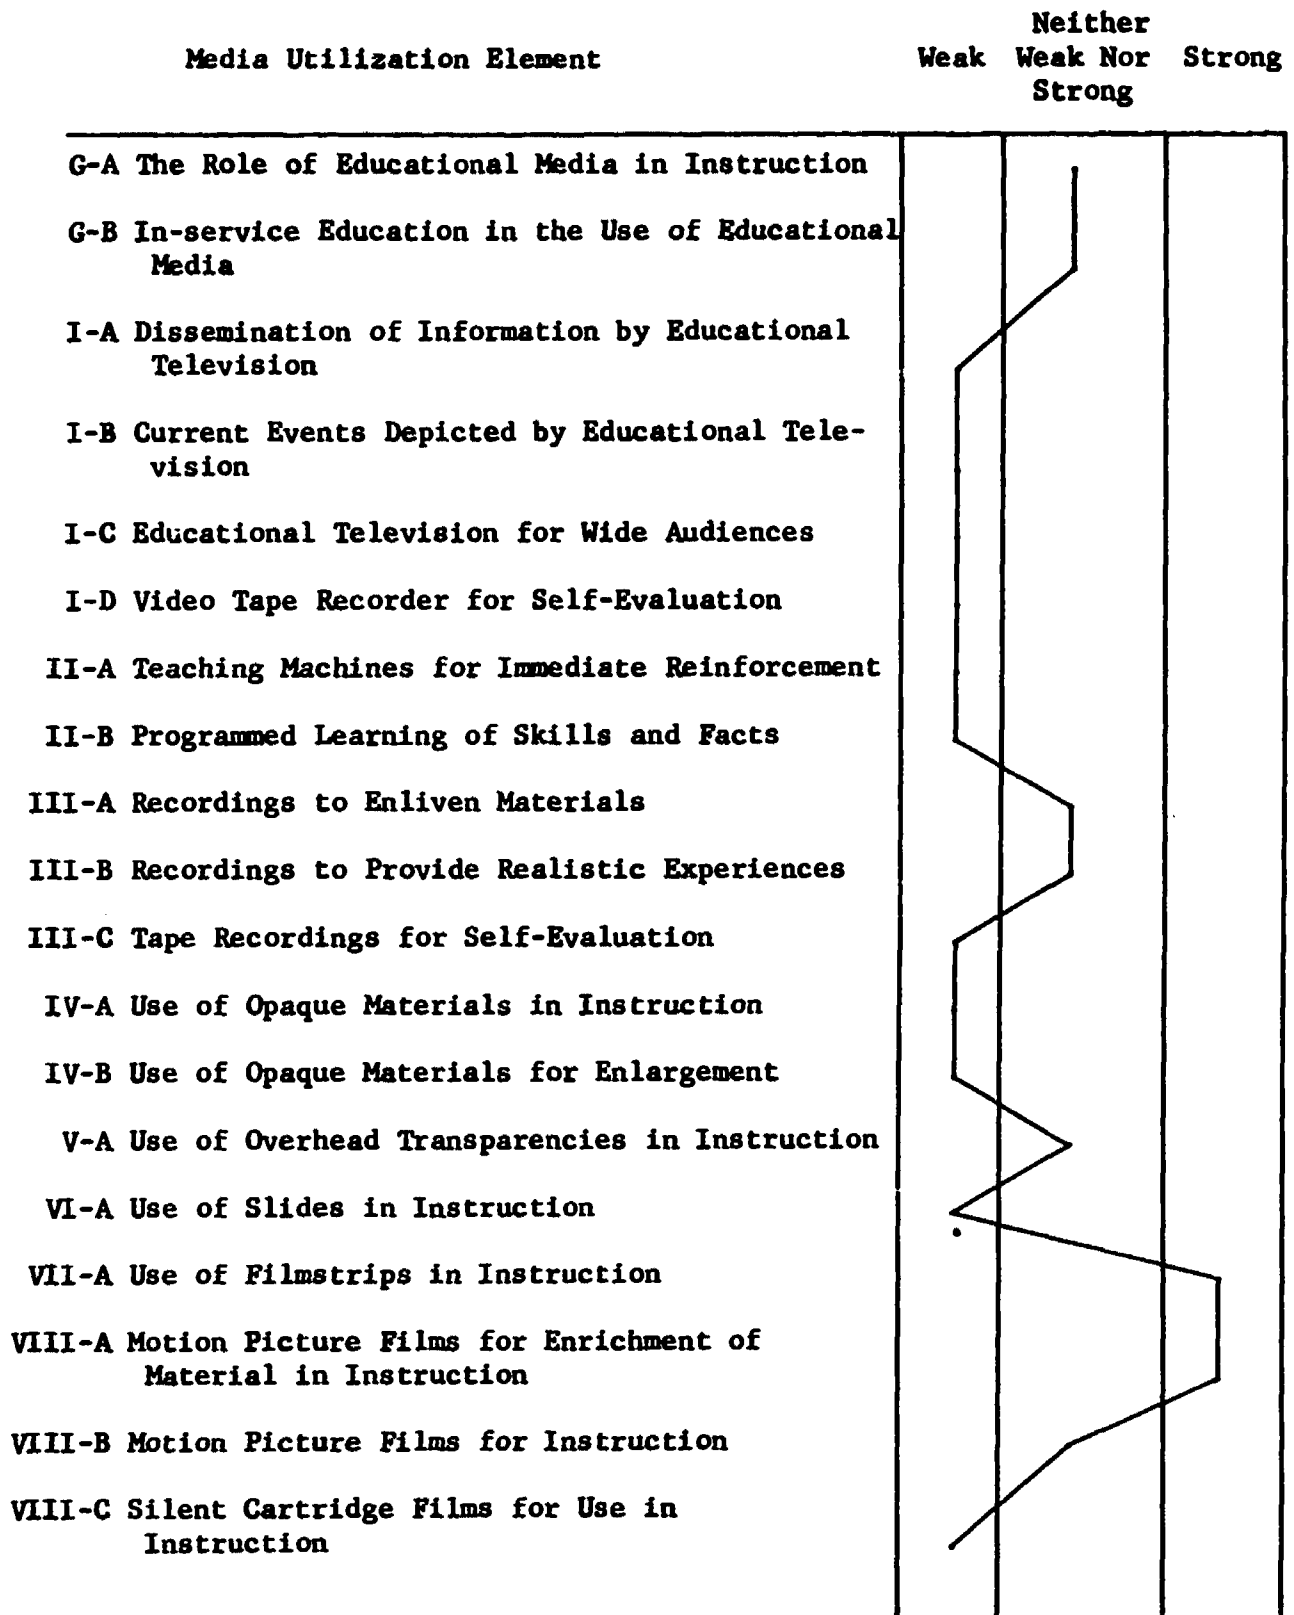 Neither
Media Utilization Element Weak Weak Nor Strong
Strong
G-A The Role of Educational Media in Instruction
G-B In-service Education in the Use of Educational
Media
I-A Dissemination of Information by Educational
Television
I-B Current Events Depicted by Educational Tele-
vision
I-C Educational Television for Wide Audiences
I-D Video Tape Recorder for Self-Evaluation
II-A Teaching Machines for Immediate Reinforcement
II-B Programmed Learning of Skills and Facts
III-A Recordings to Enliven Materials
III-B Recordings to Provide Realistic Experiences
III-C Tape Recordings for Self-Evaluation
IV-A Use of Opaque Materials in Instruction
IV-B Use of Opaque Materials for Enlargement
V-A Use of Overhead Transparencies in Instruction
VI-A Use of Slides in Instruction
VII-A Use of Filmstrips in Instruction
VIII-A Motion Picture Films for Enrichment of
Material in Instruction
VIII-B Motion Picture Films for Instruction
VIII-C Silent Cartridge Films for Use in
Instruction